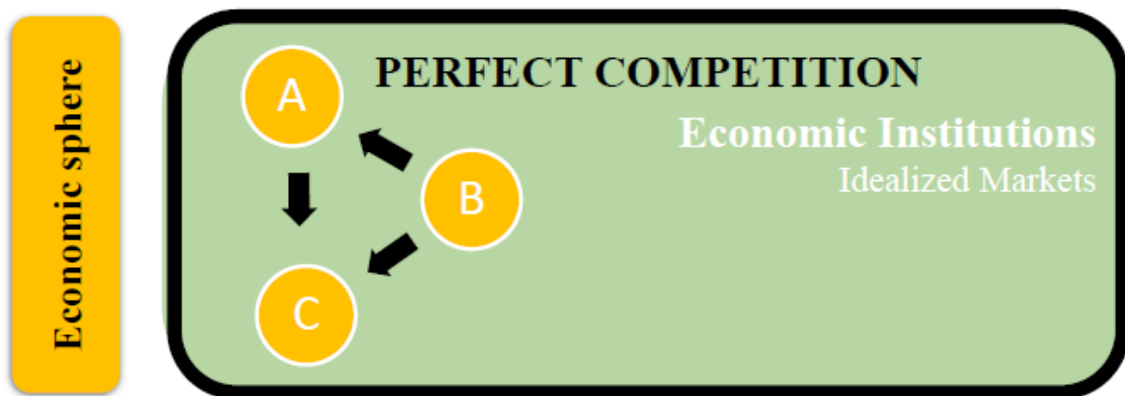 Economic sphere
A
PERFECT COMPETITION
Economic Institutions
Idealized Markets
B
C